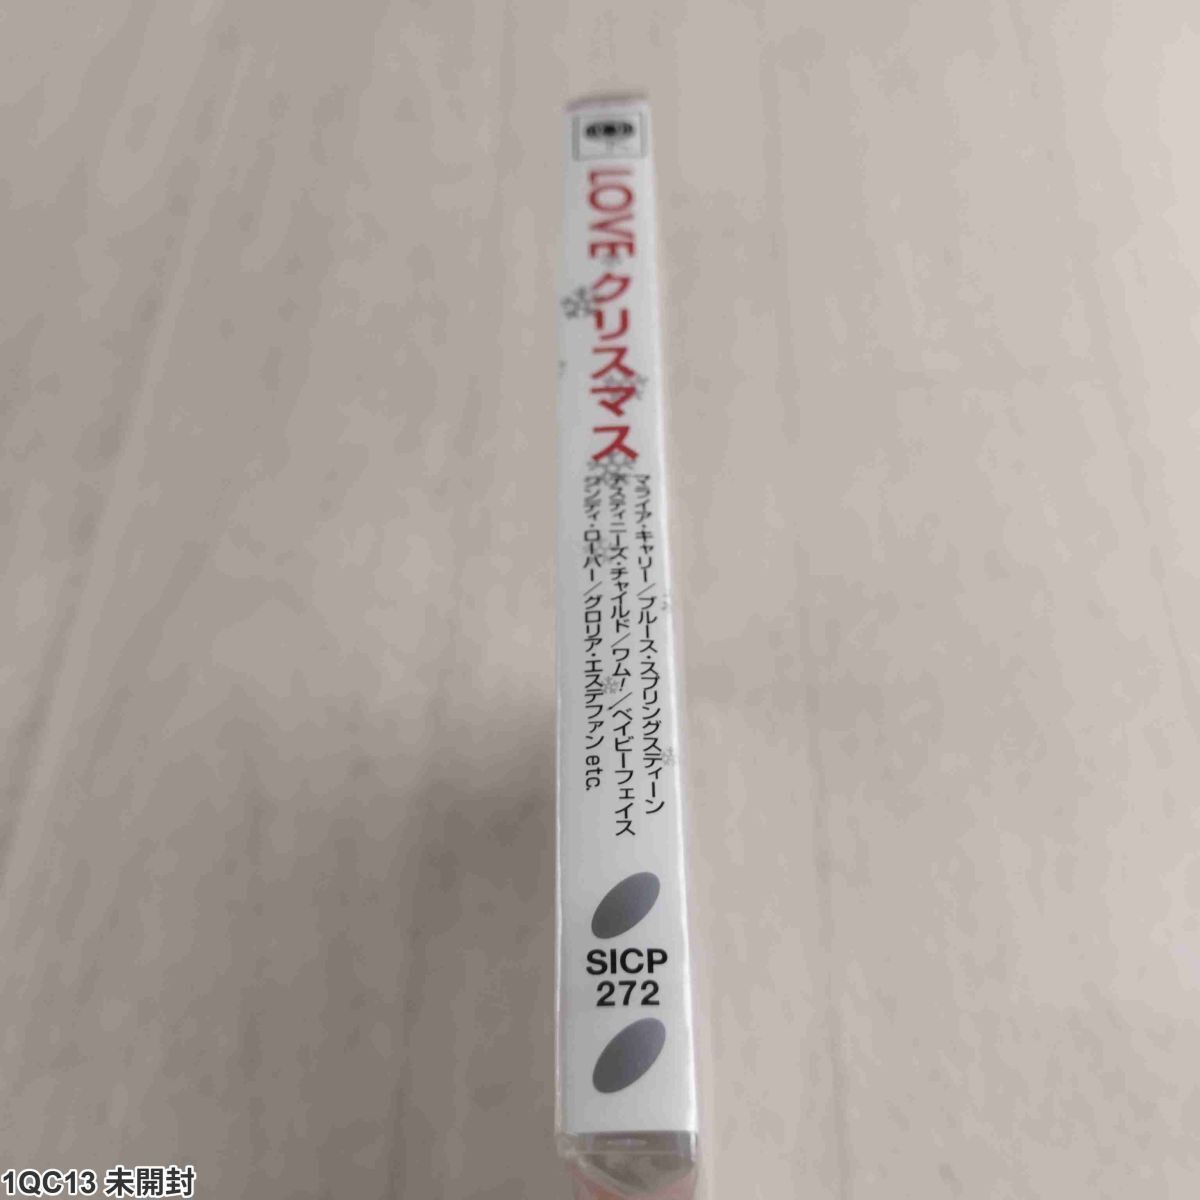 LOVE クリスマス
マライア・キャリー/ブルース・スプリングスティーン
デスティニーズ・チャイルド/ワム!/ベイビーフェイス
シンディ・ローパー/グロリア・エステファン etc.
SICP
272
1QC13 未開封